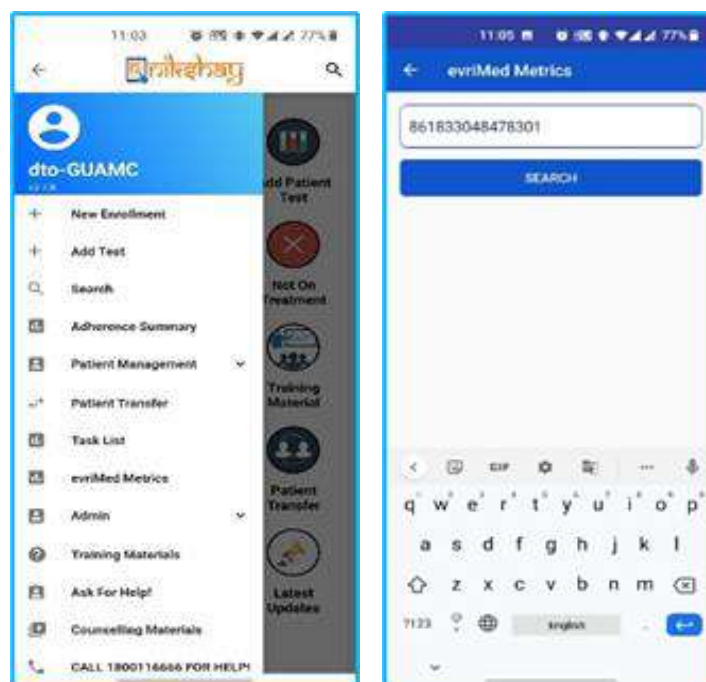 11:03
77%
nikshay
dto-GUAMC
dd Patient
Test
New Enrollment
Add Test
Search
Not On
Treatment
Adherence Summary
Patient Management
Training
Material
Patient Transfer
Task List
evriMed Metrics
Patient
Transfer
Admin
Training Materials
Ask For Help!
Latest
Updates
Counselling Materials
CALL 1800116666 FOR HELP!
11:05
77%
evriMed Metrics
861833048478301
SEARCH
GIF
q w e r t y u i o p
a s d f g h j k l
z x c v b n m
?123
English
.